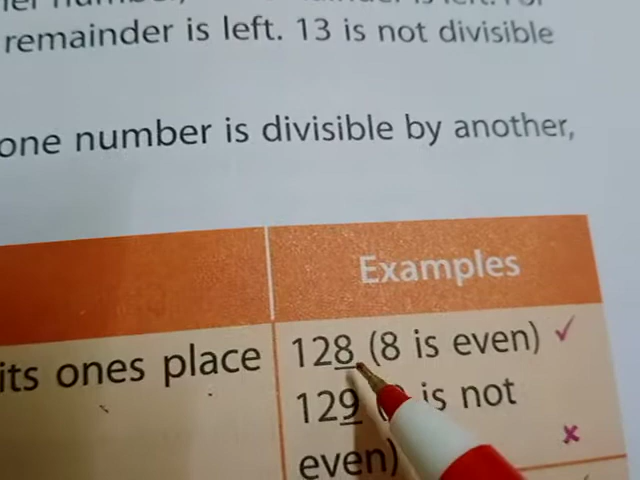 remainder is left. 13 is not divisible
one number is divisible by another,
Examples
its ones place 128 (8 is even) ✓
129 is not
even) ×